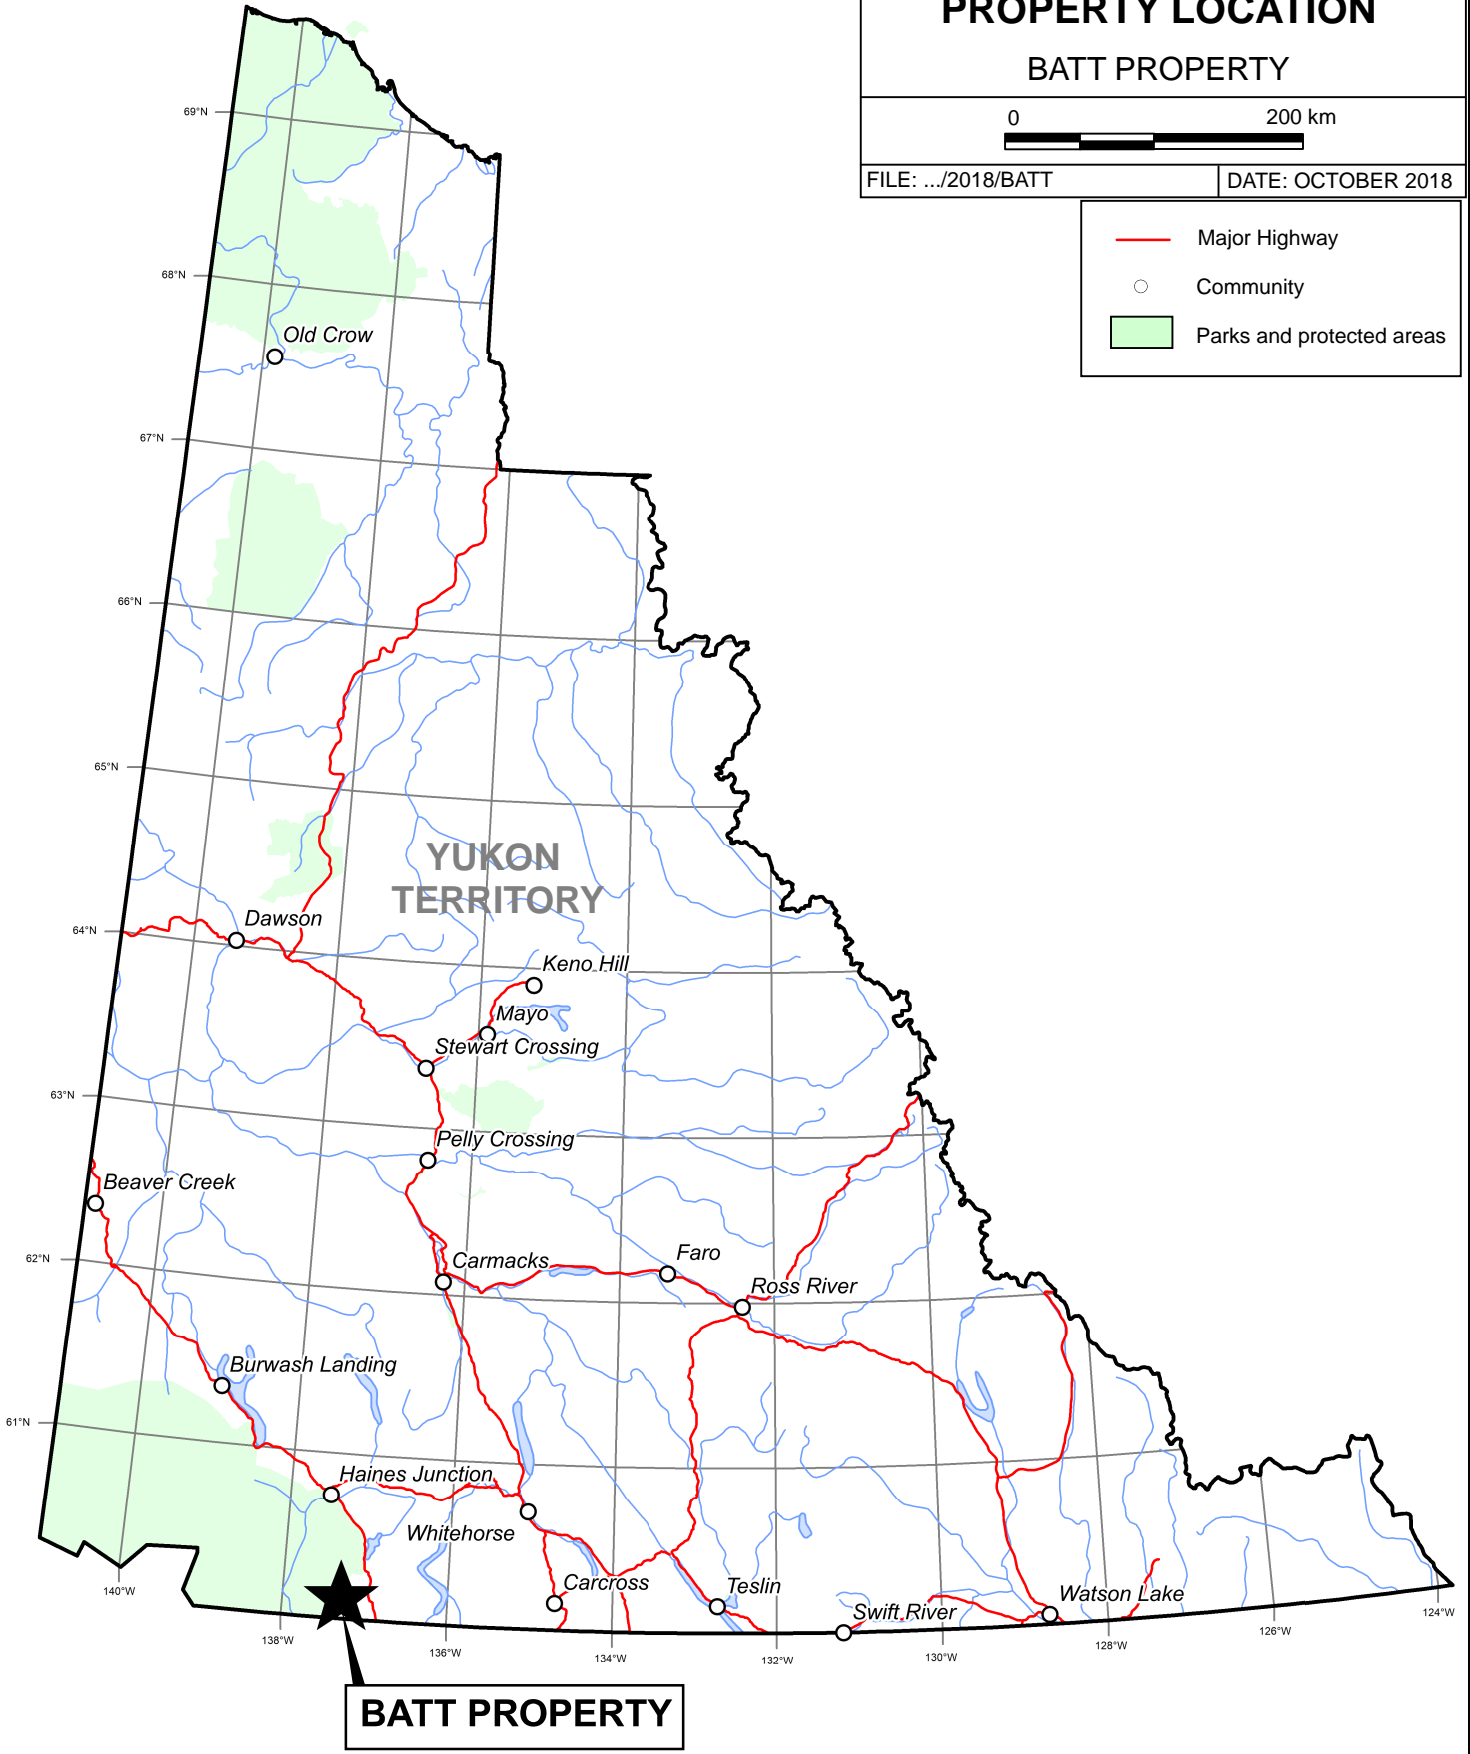 PROPERTY LOCATION
BATT PROPERTY
0 200 km
FILE: .../2018/BATT DATE: OCTOBER 2018
Major Highway
Community
Parks and protected areas
69°N
68°N
Old Crow
67°N
66°N
65°N
YUKON
TERRITORY
Dawson
64°N
Keno Hill
Mayo
Stewart Crossing
63°N
Pelly Crossing
Beaver Creek
62°N
Carmacks
Faro
Ross River
Burwash Landing
61°N
Haines Junction
Whitehorse
Carcross
Teslin
Swift River
Watson Lake
140°W
138°W
136°W
134°W
132°W
130°W
128°W
126°W
124°W
BATT PROPERTY